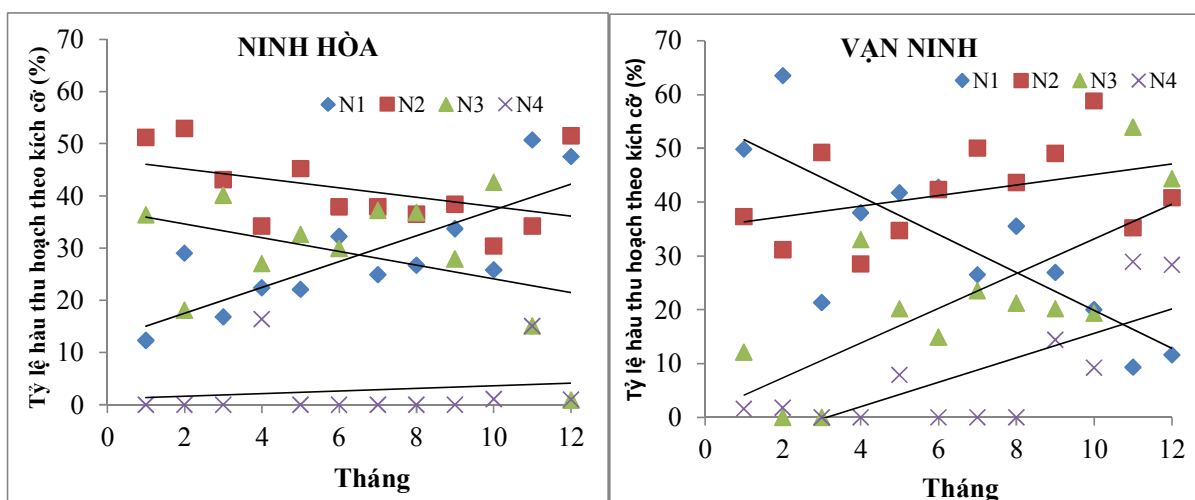 NINH HÒA
Tỷ lệ hàu thu hoạch theo kích cỡ (%)
70
60
50
40
30
20
10
0
N1 N2 N3 N4
0 2 4 6 8 10 12
Tháng
VẠN NINH
Tỷ lệ hàu thu hoạch theo kích cỡ (%)
70
60
50
40
30
20
10
0
N1 N2 N3 N4
0 2 4 6 8 10 12
Tháng